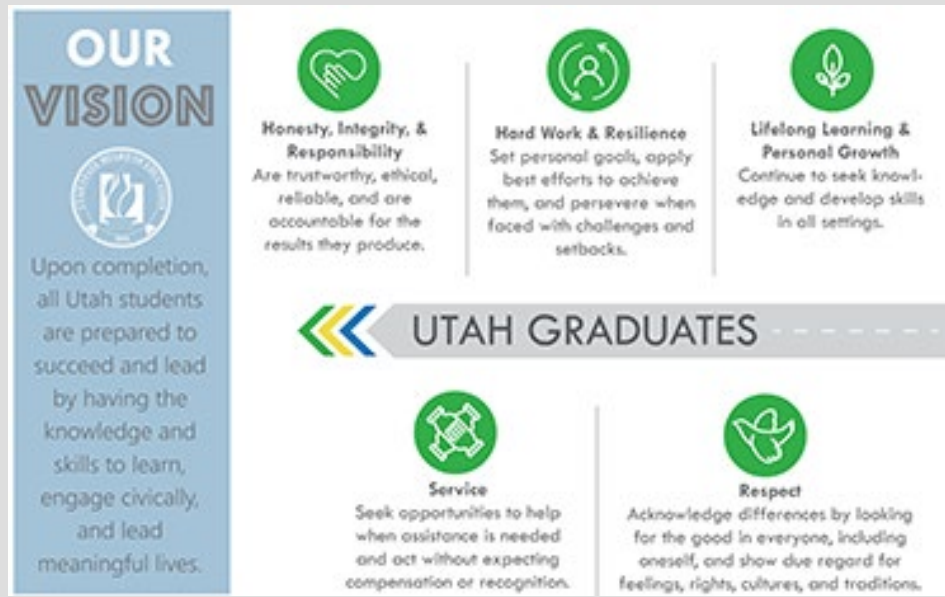 OUR
VISION
Upon completion,
all Utah students
are prepared to
succeed and lead
by having the
knowledge and
skills to learn,
engage civically,
and lead
meaningful lives.
Honesty, Integrity, &
Responsibility
Are trustworthy, ethical,
reliable, and are
accountable for the
results they produce.
Hard Work & Resilience
Set personal goals, apply
best efforts to achieve
them, and persevere when
faced with challenges and
setbacks.
Lifelong Learning &
Personal Growth
Continue to seek knowl-
edge and develop skills
in all settings.
UTAH GRADUATES
Service
Seek opportunities to help
when assistance is needed
and act without expecting
compensation or recognition.
Respect
Acknowledge differences by looking
for the good in everyone, including
oneself, and show due regard for
feelings, rights, cultures, and traditions.